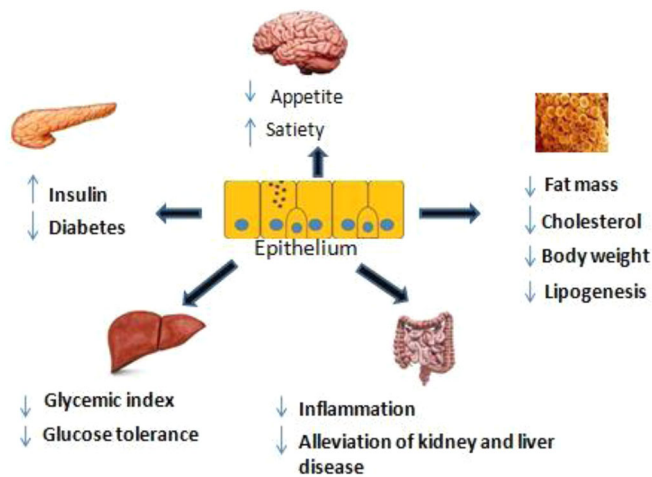 ↓ Appetite
↑ Satiety
↑ Insulin
↓ Diabetes
Epithelium
↓ Fat mass
↓ Cholesterol
↓ Body weight
↓ Lipogenesis
↓ Glycemic index
↓ Glucose tolerance
↓ Inflammation
↓ Alleviation of kidney and liver
disease